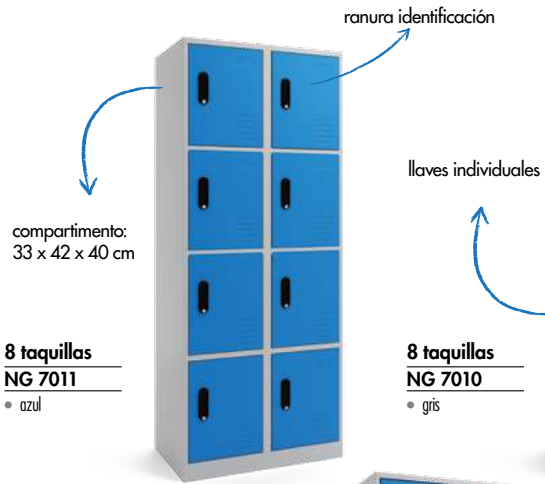 ranura identificación
llaves individuales
compartimento:
33 x 42 x 40 cm
8 taquillas
NG 7011
• azul
8 taquillas
NG 7010
• gris